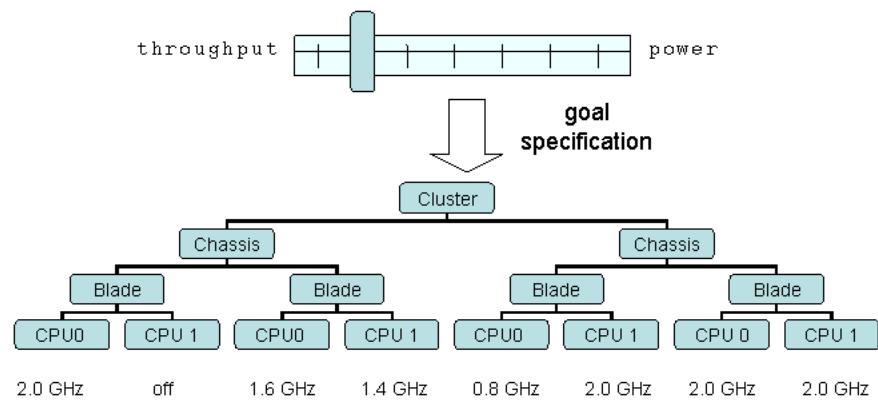 throughput power
goal
specification
Cluster
Chassis Chassis
Blade Blade Blade Blade
CPU0 CPU 1 CPU0 CPU 1 CPU0 CPU 1 CPU 0 CPU 1
2.0 GHz off 1.6 GHz 1.4 GHz 0.8 GHz 2.0 GHz 2.0 GHz 2.0 GHz